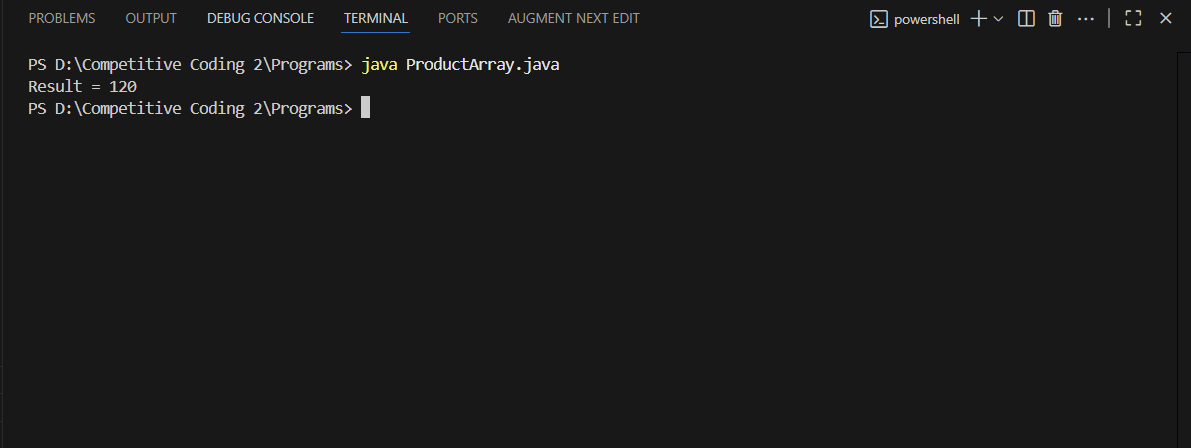 PROBLEMS OUTPUT DEBUG CONSOLE TERMINAL PORTS AUGMENT NEXT EDIT powershell
PS D:\Competitive Coding 2\Programs> java ProductArray.java
Result = 120
PS D:\Competitive Coding 2\Programs>